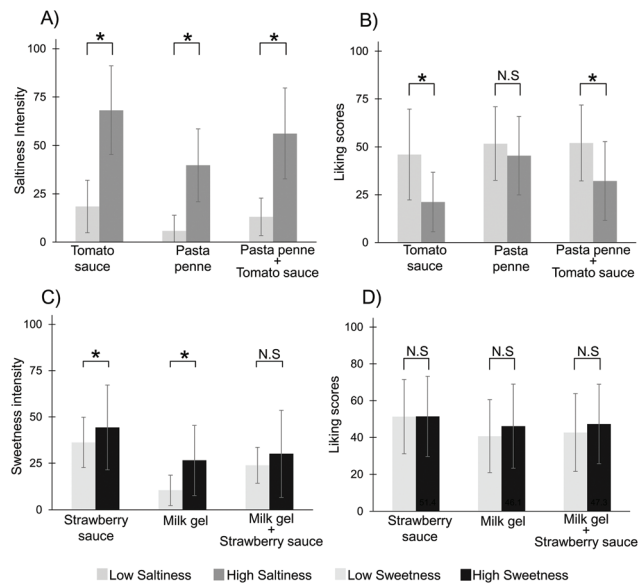 A)
100
75
50
25
0
Saltiness Intensity
* * *
Tomato sauce
Pasta penne
Pasta penne + Tomato sauce
B)
100
75
50
25
0
Liking scores
* N.S *
Tomato sauce
Pasta penne
Pasta penne + Tomato sauce
C)
100
75
50
25
0
Sweetness intensity
* * N.S
Strawberry sauce
Milk gel
Milk gel + Strawberry sauce
D)
100
80
60
40
20
0
Liking scores
N.S N.S N.S
51.4
Strawberry sauce
Milk gel
Milk gel + Strawberry sauce
Low Saltiness High Saltiness Low Sweetness High Sweetness